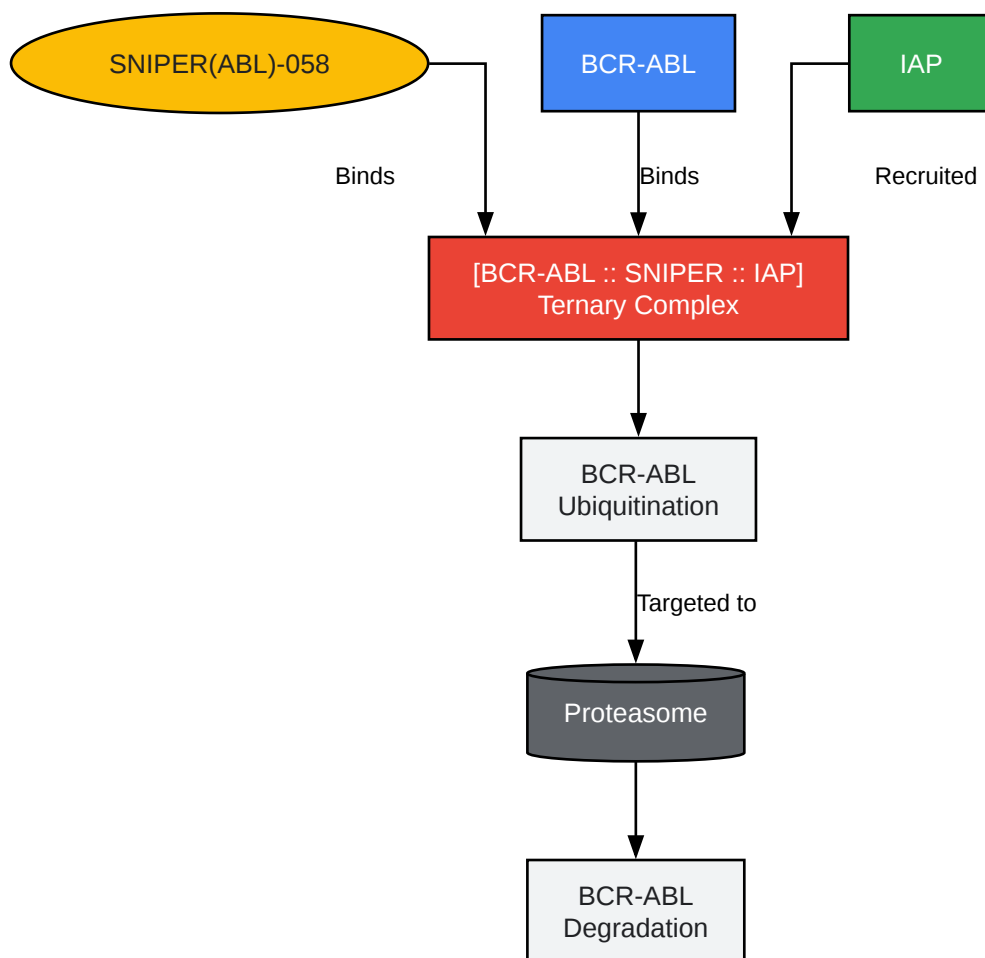 SNIPER(ABL)-058
BCR-ABL
IAP
Binds
Binds
Recruited
[BCR-ABL :: SNIPER :: IAP]
Ternary Complex
BCR-ABL
Ubiquitination
Targeted to
Proteasome
BCR-ABL
Degradation